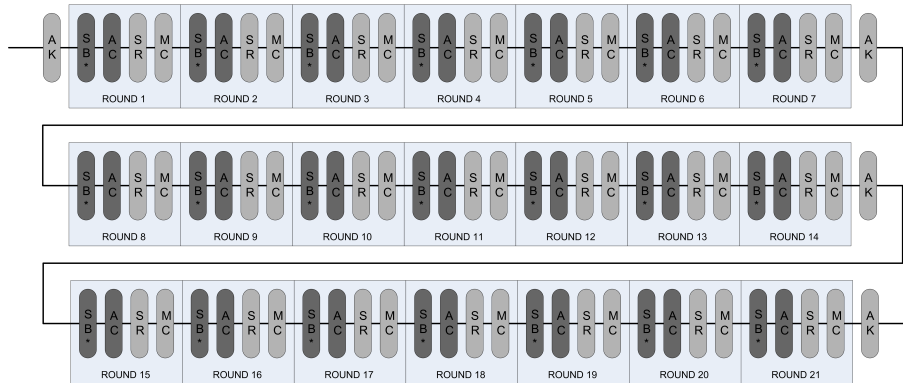 AK SB* AC SR MC SB* AC SR MC SB* AC SR MC SB* AC SR MC SB* AC SR MC SB* AC SR MC SB* AC SR MC AK
ROUND 1 ROUND 2 ROUND 3 ROUND 4 ROUND 5 ROUND 6 ROUND 7
SB* AC SR MC SB* AC SR MC SB* AC SR MC SB* AC SR MC SB* AC SR MC SB* AC SR MC SB* AC SR MC AK
ROUND 8 ROUND 9 ROUND 10 ROUND 11 ROUND 12 ROUND 13 ROUND 14
SB* AC SR MC SB* AC SR MC SB* AC SR MC SB* AC SR MC SB* AC SR MC SB* AC SR MC SB* AC SR MC AK
ROUND 15 ROUND 16 ROUND 17 ROUND 18 ROUND 19 ROUND 20 ROUND 21